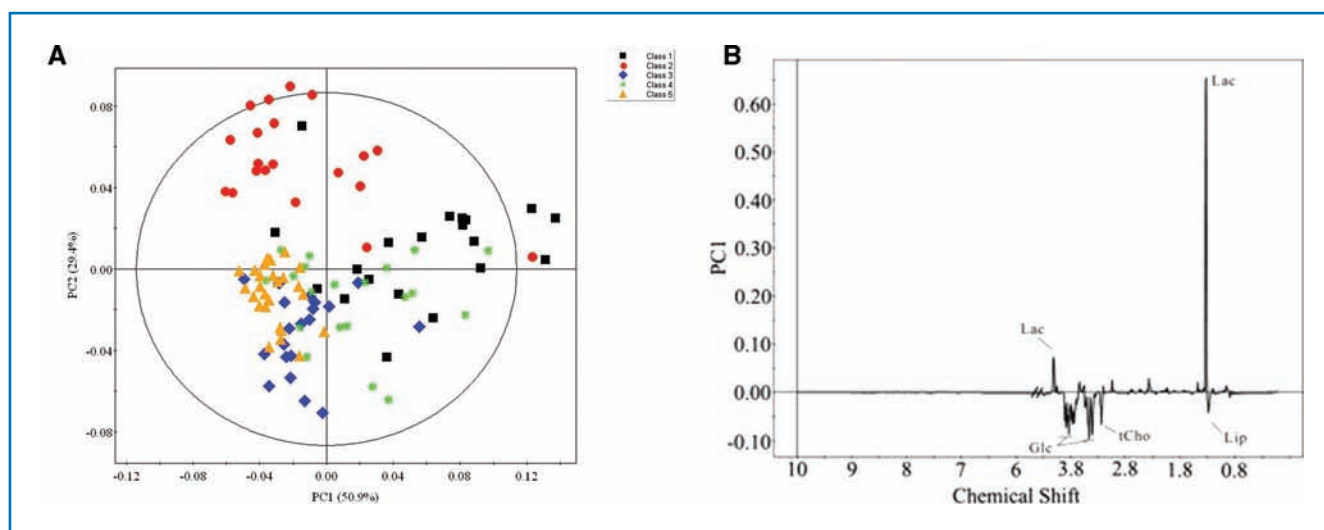 A
Class 1
Class 2
Class 3
Class 4
Class 5
PC2 (29.4%)
0.08
0.04
0.00
-0.04
-0.08
-0.12
-0.04
0.00
0.04
0.08
0.12
PC1 (50.9%)
B
PC1
0.60
0.50
0.40
0.30
0.20
0.10
0.00
-0.10
Lac
Lac
Glc
tCho
Lip
10
9
8
7
6
3.8
2.8
1.8
0.8
Chemical Shift